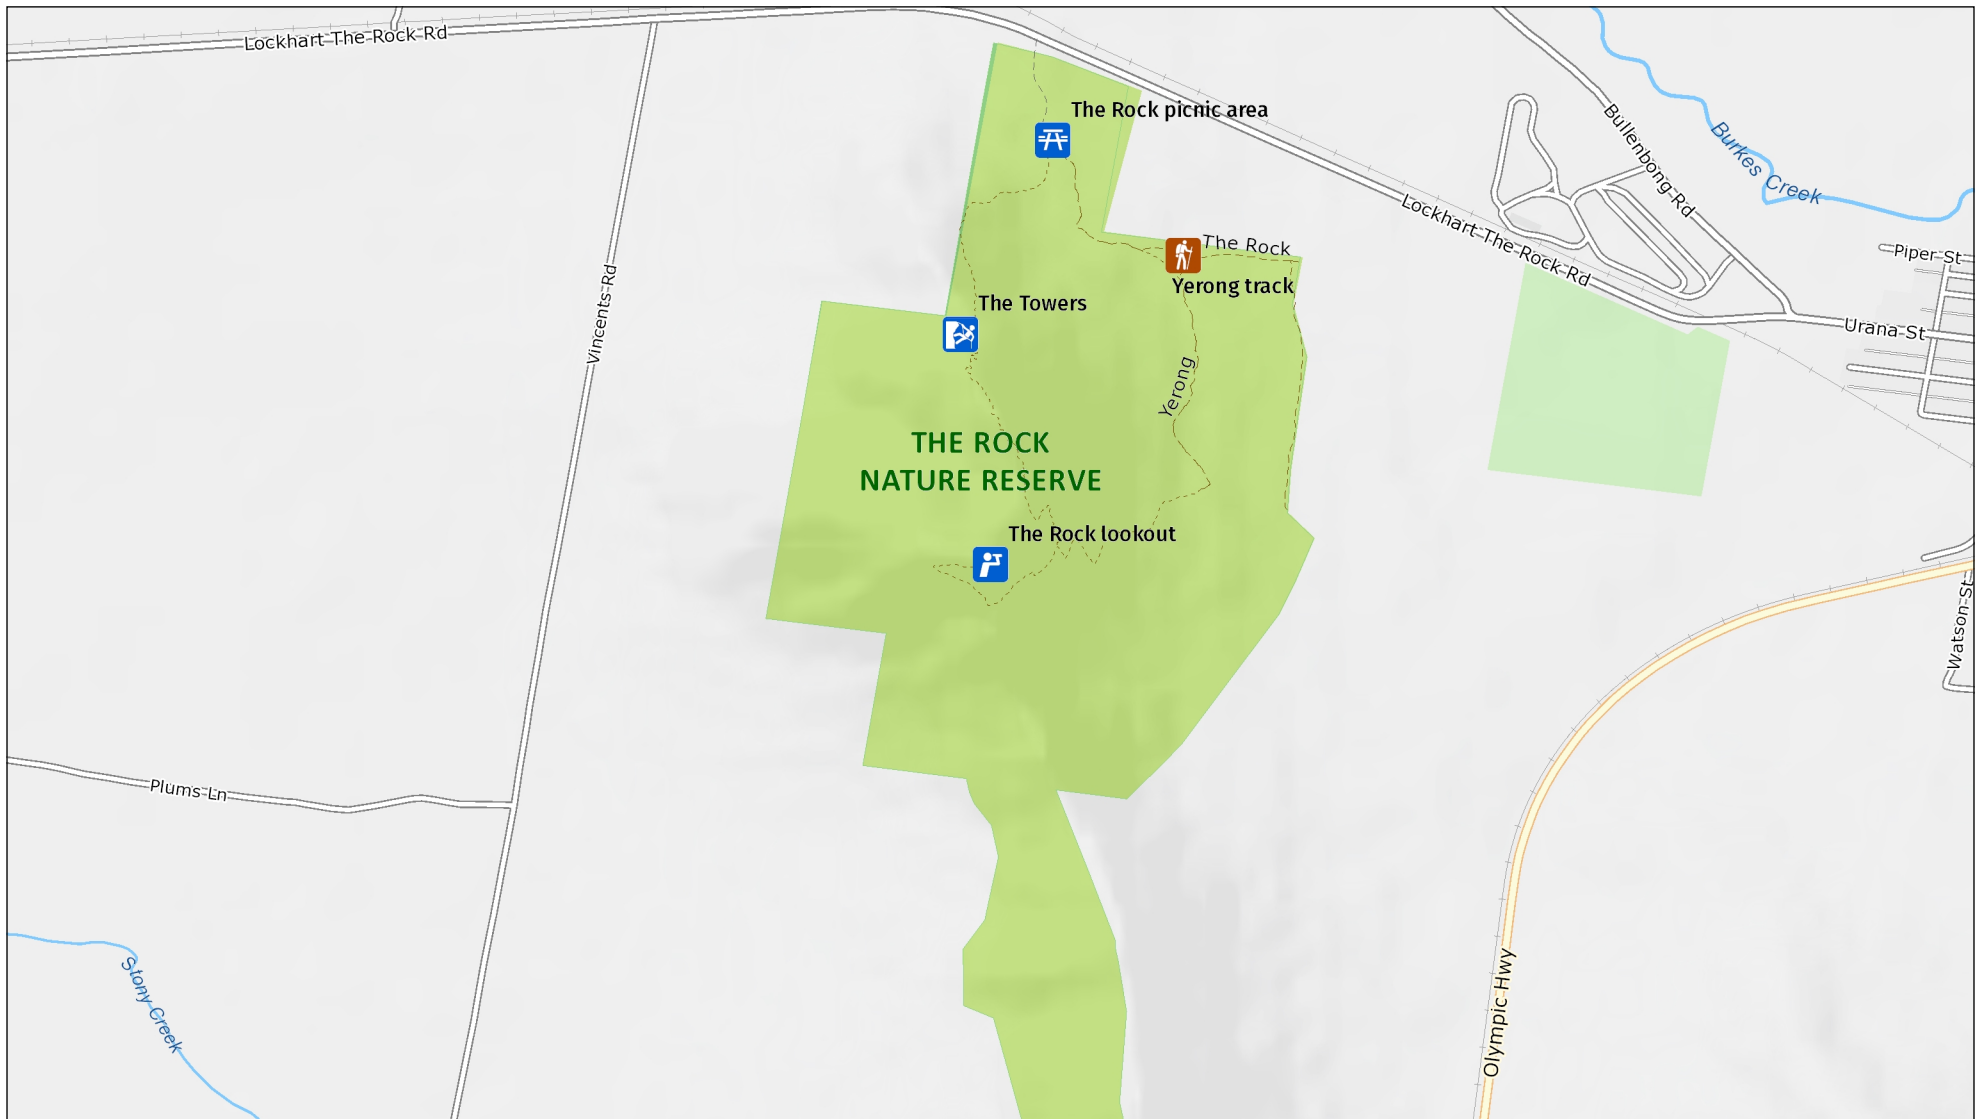 Lockhart The Rock Rd
The Rock picnic area
Bullenbong Rd
Burkes Creek
Lockhart The Rock Rd
The Rock
Piper St
Yerong track
The Towers
Vincents Rd
Urana St
Yerong
THE ROCK
NATURE RESERVE
The Rock lookout
Watson St
Plums Ln
Stony Creek
Olympic Hwy